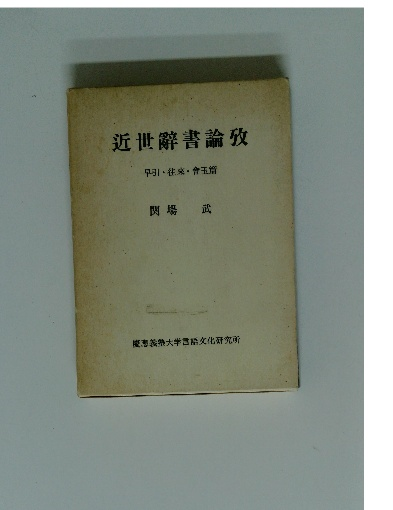 近世辭書論攷
早引・往来・會玉篇
関場 武
慶應義塾大学言語文化研究所